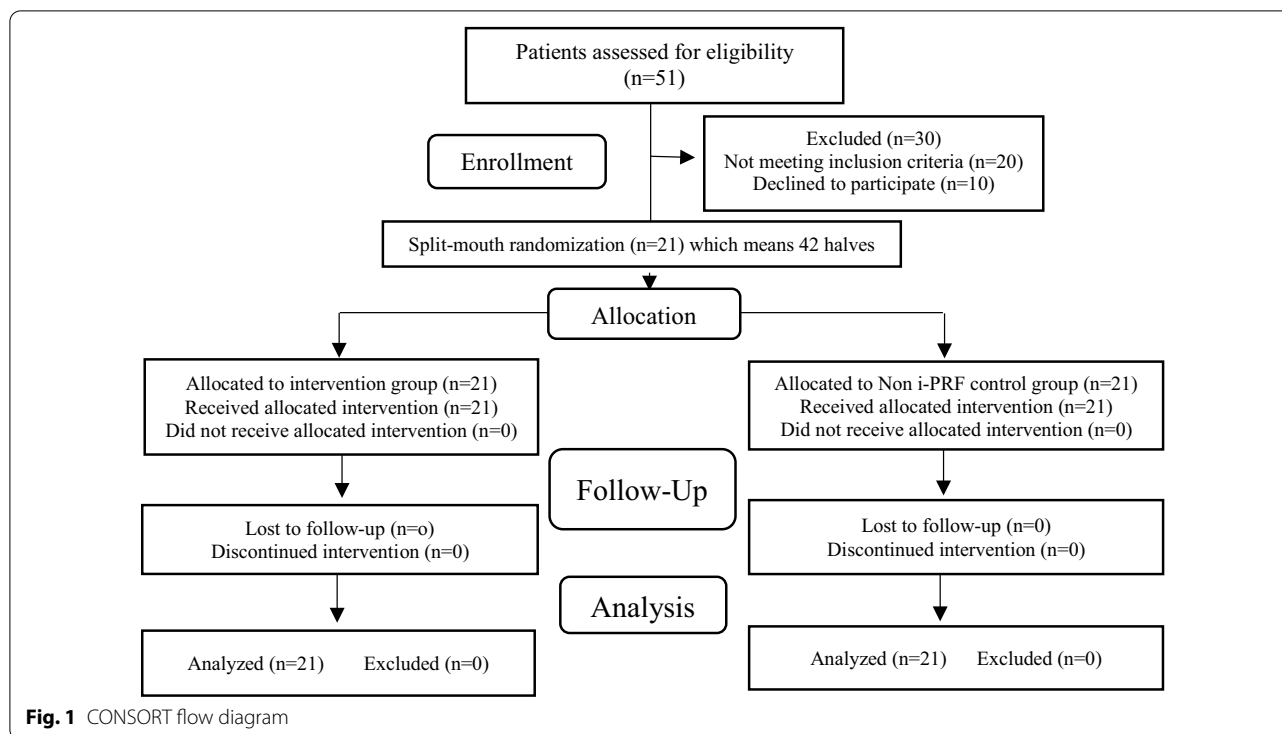 Patients assessed for eligibility
(n=51)
Excluded (n=30)
Not meeting inclusion criteria (n=20)
Declined to participate (n=10)
Enrollment
Split-mouth randomization (n=21) which means 42 halves
Allocation
Allocated to intervention group (n=21)
Received allocated intervention (n=21)
Did not receive allocated intervention (n=0)
Allocated to Non i-PRF control group (n=21)
Received allocated intervention (n=21)
Did not receive allocated intervention (n=0)
Follow-Up
Lost to follow-up (n=o)
Discontinued intervention (n=0)
Lost to follow-up (n=0)
Discontinued intervention (n=0)
Analysis
Analyzed (n=21) Excluded (n=0)
Analyzed (n=21) Excluded (n=0)
Fig. 1 CONSORT flow diagram